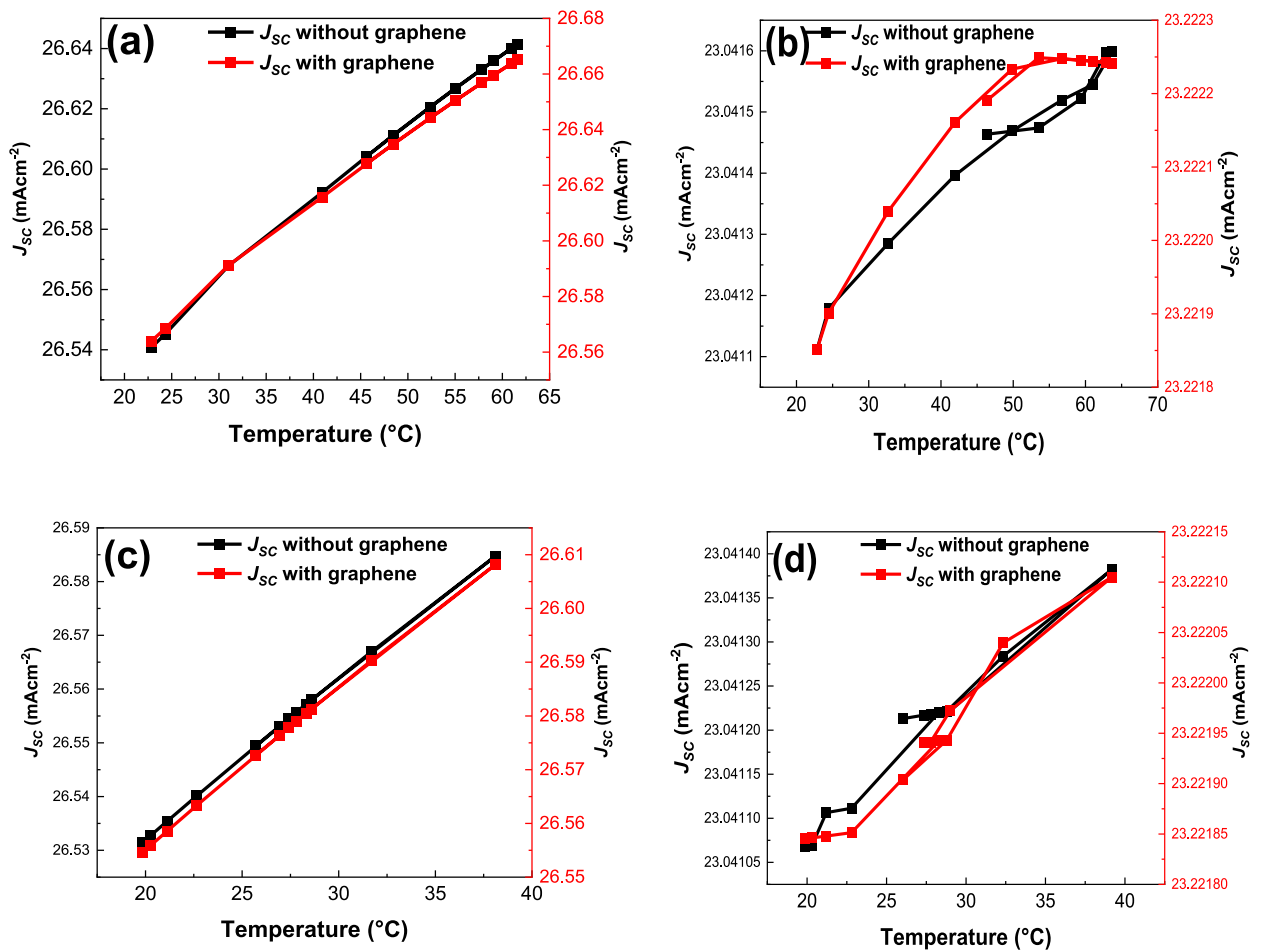 (a)
J_SC without graphene
J_SC with graphene
26.64
26.62
26.60
26.58
26.56
26.54
J_SC (mAcm⁻²)
26.68
26.66
26.64
26.62
26.60
26.58
26.56
J_SC (mAcm⁻²)
20 25 30 35 40 45 50 55 60 65
Temperature (°C)
(b)
J_SC without graphene
J_SC with graphene
23.0416
23.0415
23.0414
23.0413
23.0412
23.0411
J_SC (mAcm⁻²)
23.2223
23.2222
23.2221
23.2220
23.2219
23.2218
J_SC (mAcm⁻²)
20 30 40 50 60 70
Temperature (°C)
(c)
J_SC without graphene
J_SC with graphene
26.59
26.58
26.57
26.56
26.55
26.54
26.53
J_SC (mAcm⁻²)
26.61
26.60
26.59
26.58
26.57
26.56
26.55
J_SC (mAcm⁻²)
20 25 30 35 40
Temperature (°C)
(d)
J_SC without graphene
J_SC with graphene
23.04140
23.04135
23.04130
23.04125
23.04120
23.04115
23.04110
23.04105
J_SC (mAcm⁻²)
23.22215
23.22210
23.22205
23.22200
23.22195
23.22190
23.22185
23.22180
J_SC (mAcm⁻²)
20 25 30 35 40
Temperature (°C)